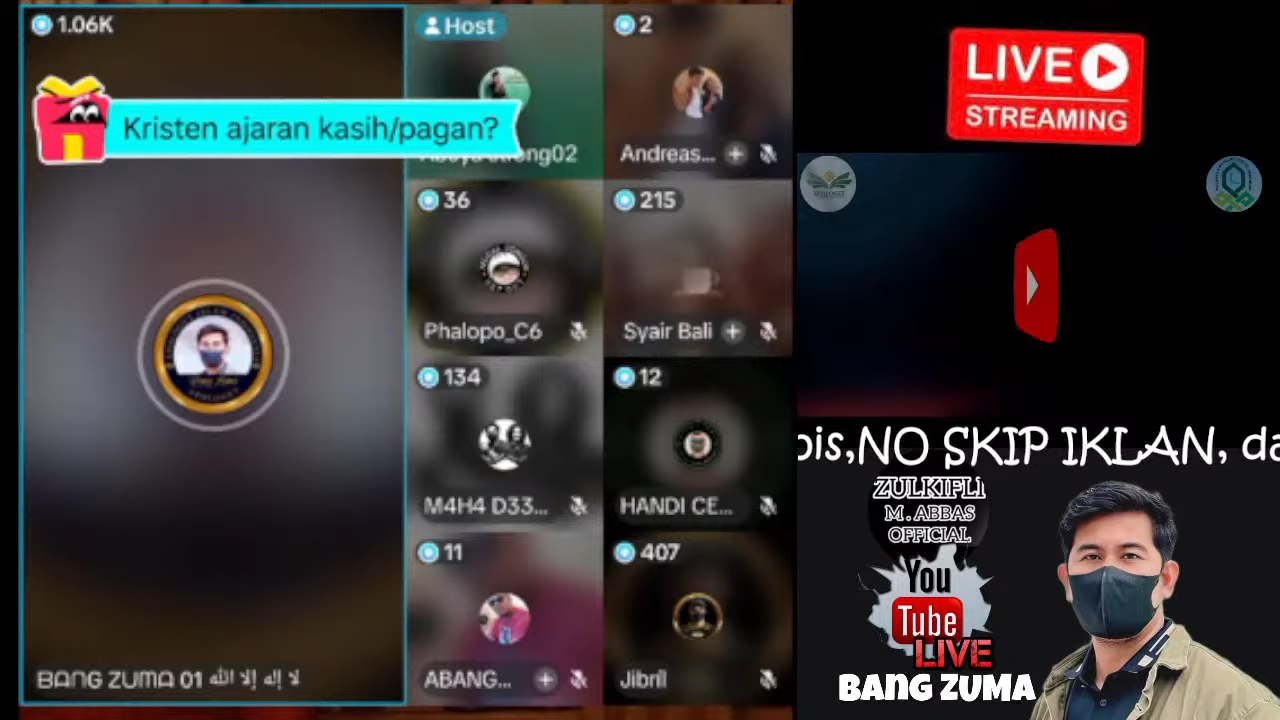 1.06K
Host
2
Kristen ajaran kasih/pagan?
Andreas...
36
215
Phalopo_C6
Syair Bali
134
12
M4H4 D33...
HANDI CE...
11
407
ABANG...
Jibril
BANG ZUMA 01 لا إله إلا الله
LIVE
STREAMING
bis,NO SKIP IKLAN, da
ZULKIFLI
M. ABBAS
OFFICIAL
You
Tube
LIVE
BANG ZUMA